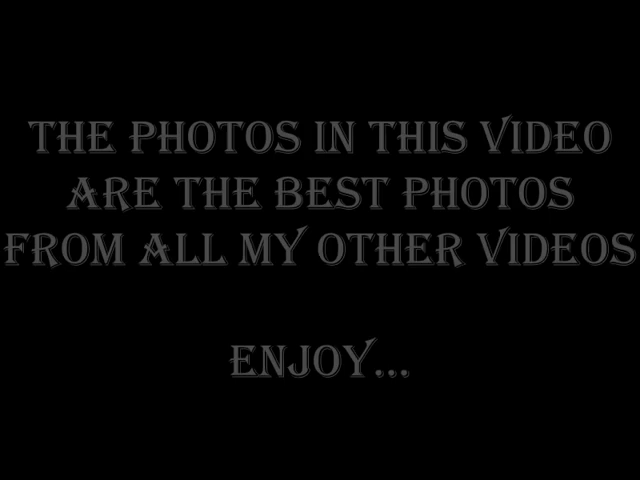 THE PHOTOS IN THIS VIDEO
ARE THE BEST PHOTOS
FROM ALL MY OTHER VIDEOS
ENJOY...